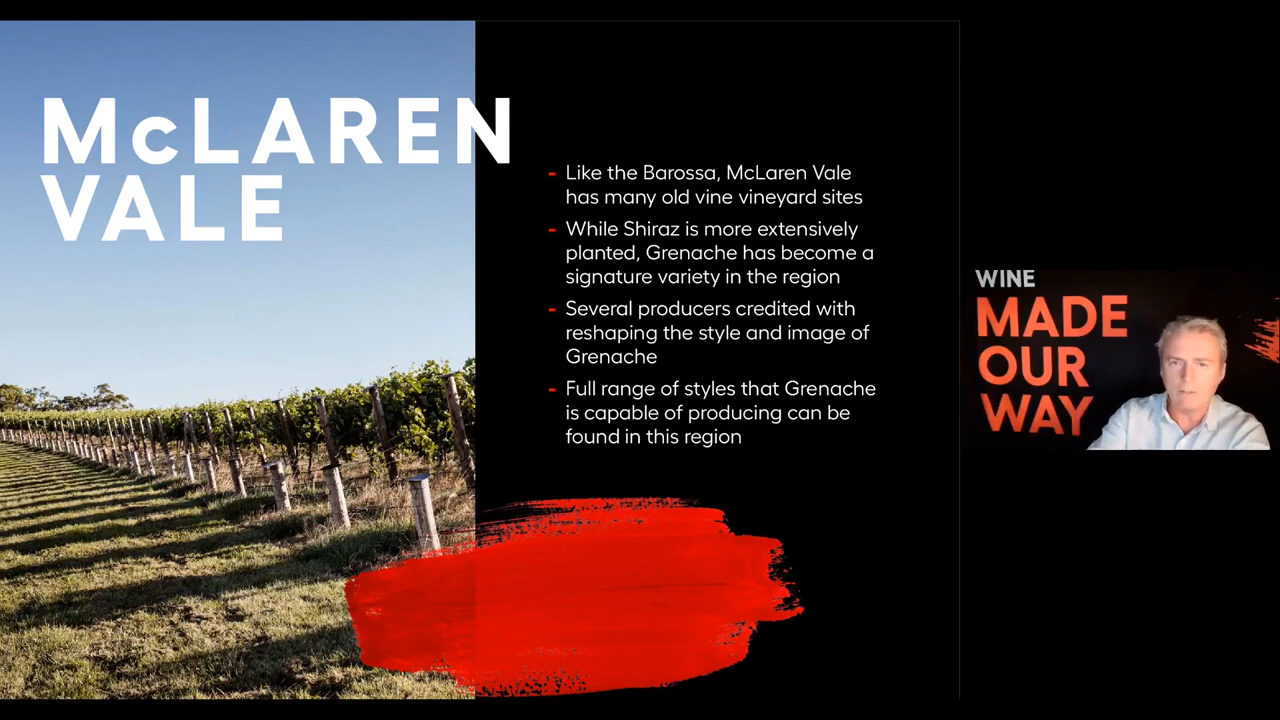 McLAREN
VALE
- Like the Barossa, McLaren Vale
has many old vine vineyard sites
- While Shiraz is more extensively
planted, Grenache has become a
signature variety in the region
- Several producers credited with
reshaping the style and image of
Grenache
- Full range of styles that Grenache
is capable of producing can be
found in this region
WINE
MADE
OUR
WAY